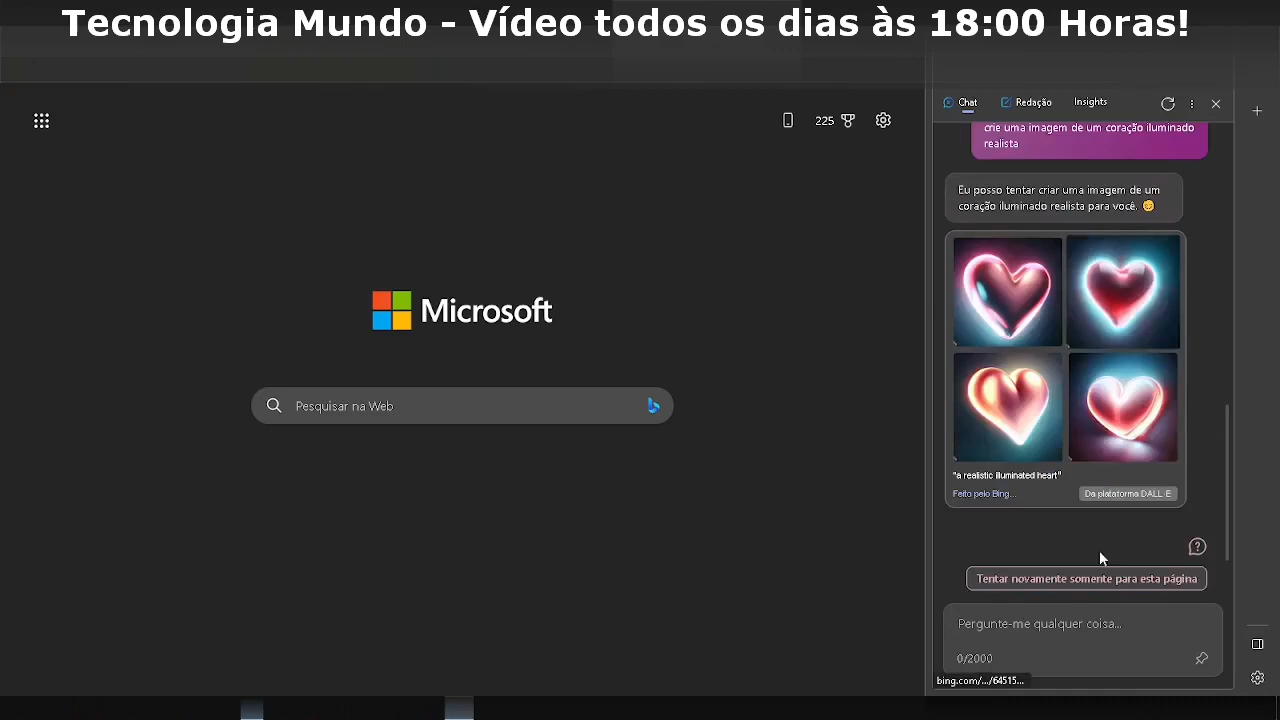 Tecnologia Mundo - Vídeo todos os dias às 18:00 Horas!
Chat
Redação
Insights
225
crie uma imagem de um coração iluminado
realista
Eu posso tentar criar uma imagem de um
coração iluminado realista para você.
Microsoft
Pesquisar na Web
"a realistic illuminated heart"
Feito pelo Bing...
Da plataforma DALL·E
Tentar novamente somente para esta página
Pergunte-me qualquer coisa...
0/2000
bing.com/.../64515...